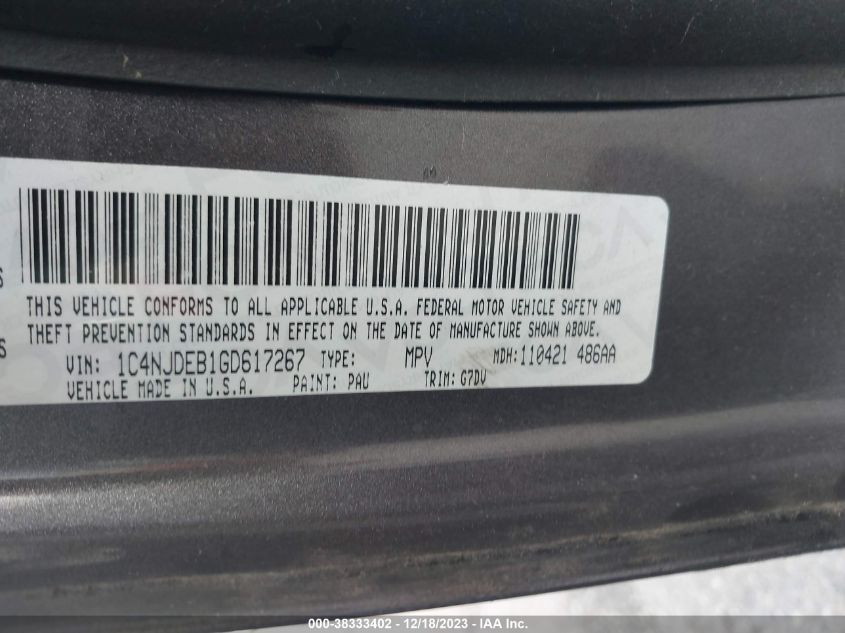 THIS VEHICLE CONFORMS TO ALL APPLICABLE U.S.A. FEDERAL MOTOR VEHICLE SAFETY AND
THEFT PREVENTION STANDARDS IN EFFECT ON THE DATE OF MANUFACTURE SHOWN ABOVE.
VIN: 1C4NJDEB1GD617267 TYPE: MPV MDH:110421 486AA
VEHICLE MADE IN U.S.A. PAINT: PAU TRIM: G7DV
000-38333402 - 12/18/2023 - IAA Inc.